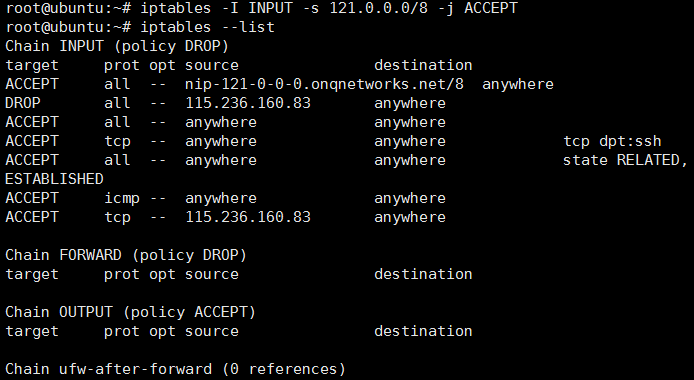 root@ubuntu:~# iptables -I INPUT -s 121.0.0.0/8 -j ACCEPT
root@ubuntu:~# iptables --list
Chain INPUT (policy DROP)
target     prot opt source               destination
ACCEPT     all  --  nip-121-0-0-0.onqnetworks.net/8  anywhere
DROP       all  --  115.236.160.83       anywhere
ACCEPT     all  --  anywhere             anywhere
ACCEPT     tcp  --  anywhere             anywhere             tcp dpt:ssh
ACCEPT     all  --  anywhere             anywhere             state RELATED,
ESTABLISHED
ACCEPT     icmp --  anywhere             anywhere
ACCEPT     tcp  --  115.236.160.83       anywhere

Chain FORWARD (policy DROP)
target     prot opt source               destination

Chain OUTPUT (policy ACCEPT)
target     prot opt source               destination

Chain ufw-after-forward (0 references)